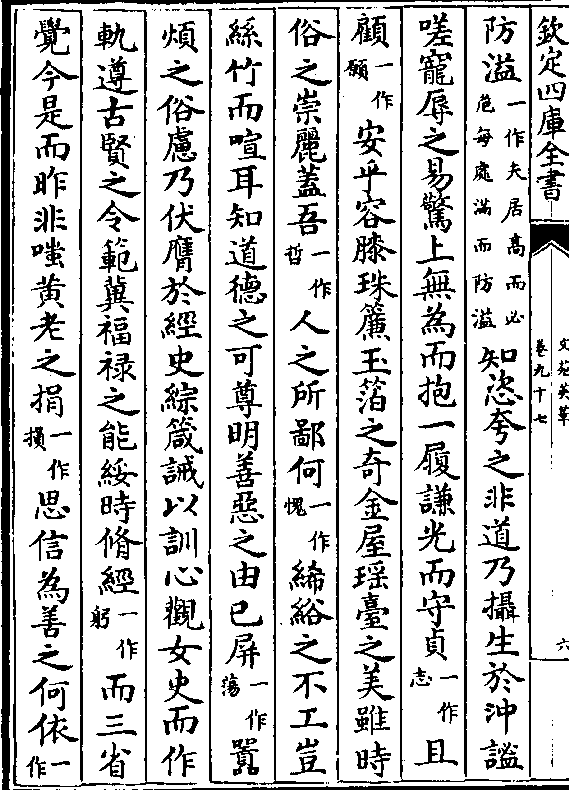 欽定四庫全書
文苑英華
卷九十七
六
防溢一作夫居高而必危每處滿而防溢知恣夸之非道乃攝生於沖謐
嗟寵辱之易驚上無為而抱一履謙光而守貞一作志且
顧一作願安乎容膝珠簾玉箔之奇金屋瑶臺之美雖時
俗之崇麗蓋吾一作哲人之所鄙何一作愧絺綌之不工豈
絲竹而喧耳知道德之可尊明善惡之由已屏一作蕩囂
煩之俗慮乃伏膺於經史綜箴誡以訓心觀女史而作
軌遵古賢之令範冀福禄之能綏時脩經一作躬而三省
覺今是而昨非嗤黄老之捐一作損思信為善之何依一作